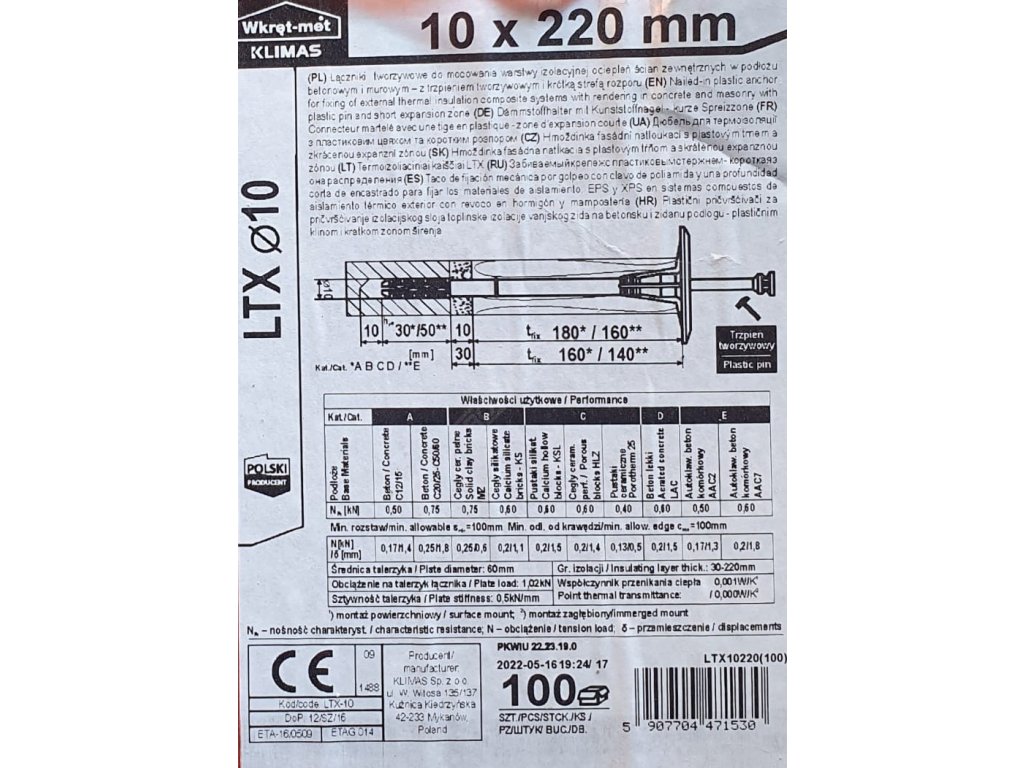 Wkręt-met
KLIMAS
10 x 220 mm
LTX Ø10
(PL) Łączniki tworzywowe do mocowania warstwy izolacyjnej ociepleń ścian zewnętrznych w podłożu
betonowym i murowym – z trzpieniem tworzywowym i krótką strefą rozporu (EN) Nailed-in plastic anchor
for fixing of external thermal insulation composite systems with rendering in concrete and masonry with
plastic pin and short expansion zone (DE) Dämmstoffhalter mit Kunststoffnagel - kurze Spreizzone (FR)
Connecteur martelé avec une tige en plastique - zone d'expansion courte (UA) Дюбель для термоізоляції
з пластиковим цвяхом та коротким розпором (CZ) Hmoždinka fasádní natloukací s plastovým trnem a
zkrácenou expanzní zónou (SK) Hmoždinka fasádna natĺkacia s plastovým tŕňom a skrátenou expanznou
zónou (LT) Termoizoliaciniai kaiščiai LTX (RU) Забиваемый крепеж с пластиковым стержнем- короткая з
она распределения (ES) Taco de fijación mecánica por golpeo con clavo de poliamida y una profundidad
corta de encastrado para fijar los materiales de aislamiento. EPS y XPS en sistemas compuestos de
aislamiento térmico exterior con revoco en hormigón y mampostería (HR) Plastični pričvršćivači za
pričvršćivanje izolacijskog sloja toplinske izolacije vanjskog zida na betonsku i zidanu podlogu - plastičnim
klinom i kratkom zonom širenja
Ø10
10 30*/50** 10 tfix 180* / 160**
[mm] 30 tfix 160* / 140**
Kat./Cat. *A B C D / **E
Trzpień
tworzywowy
Plastic pin
Właściwości użytkowe / Performance
Kat./Cat. A B C D E
Podłoże Base Materials
Beton / Concrete C12/15
Beton / Concrete C20/25-C50/60
Cegły cer. pełne Solid clay bricks MZ
Cegły silikatowe Calcium silicate bricks - KS
Pustaki silikat. Calcium hollow blocks - KSL
Cegły ceram. perf. / Porous blocks HLZ
Pustaki ceramiczne Porotherm 25
Beton lekki Aerated concrete LAC
Autoklaw. beton komórkowy AAC2
Autoklaw. beton komórkowy AAC7
NRk [kN] 0,50 0,75 0,75 0,60 0,60 0,60 0,40 0,60 0,50 0,60
Min. rozstaw/min. allowable smin=100mm Min. odl. od krawędzi/min. allow. edge cmin=100mm
N[kN] /δ [mm] 0,17/1,4 0,25/1,8 0,25/0,6 0,2/1,1 0,2/1,5 0,2/1,4 0,13/0,5 0,2/1,5 0,17/1,3 0,2/1,8
Średnica talerzyka / Plate diameter: 60mm
Gr. izolacji / Insulating layer thick.: 30-220mm
Obciążenie na talerzyk łącznika / Plate load: 1,02kN
Współczynnik przenikania ciepła 0,001W/K¹
Sztywność talerzyka / Plate stiffness: 0,5kN/mm
Point thermal transmittance: / 0,000W/K²
¹) montaż powierzchniowy / surface mount; ²) montaż zagłębiony/immerged mount
NRk – nośność charakteryst. / characteristic resistance; N – obciążenie / tension load; δ – przemieszczenie / displacements
POLSKI
PRODUCENT
CE
09
1488
Kod/code LTX-10
DoP: 12/SZ/16
ETA-16.0509 ETAG 014
Producent/
manufacturer:
KLIMAS Sp. z o.o.
ul. W. Witosa 135/137
Kuźnica Kiedrzyńska
42-233 Mykanów,
Poland
PKWIU 22.23.19.0
2022-05-16 19:24/ 17
100
SZT./PCS/STCK./KS./
PZ/ШТУК/ BUC./DB.
LTX10220(100)
5 907704 471530